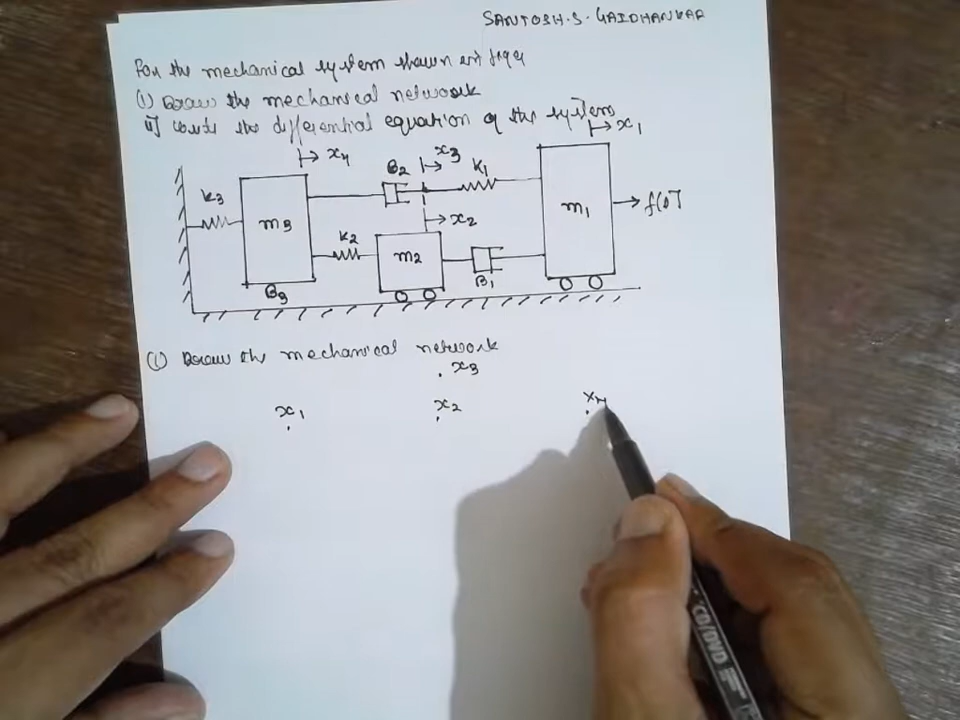 SANTOSH.S. GAIDHANKAR
For the mechanical system shown in
(i) Draw the mechanical network
ii] write the differential equation of the system
x1
x4
x3
B2
K1
K3
M3
x2
M1
f(t)
K2
M2
B1
B3
(i) Draw the mechanical network
x3
x1
x2
x4
CD/DVD